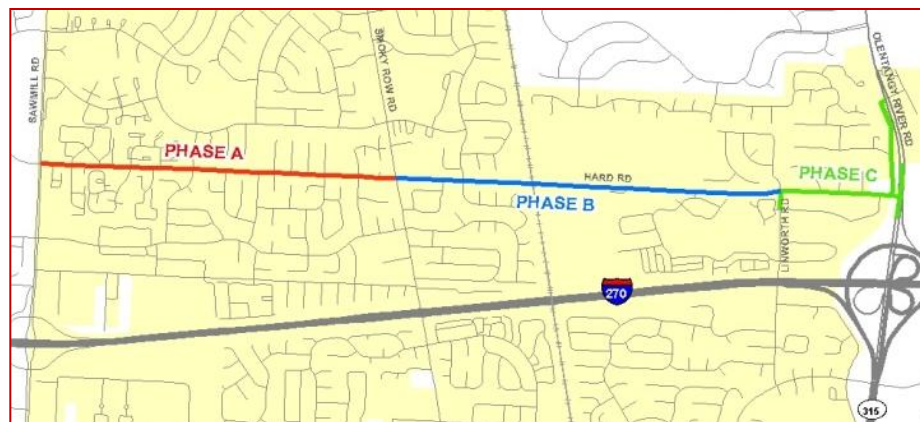 SAWMILL RD
SMOKY ROW RD
OLENTANGY RIVER RD
PHASE A
HARD RD
PHASE C
PHASE B
LINWORTH RD
270
315